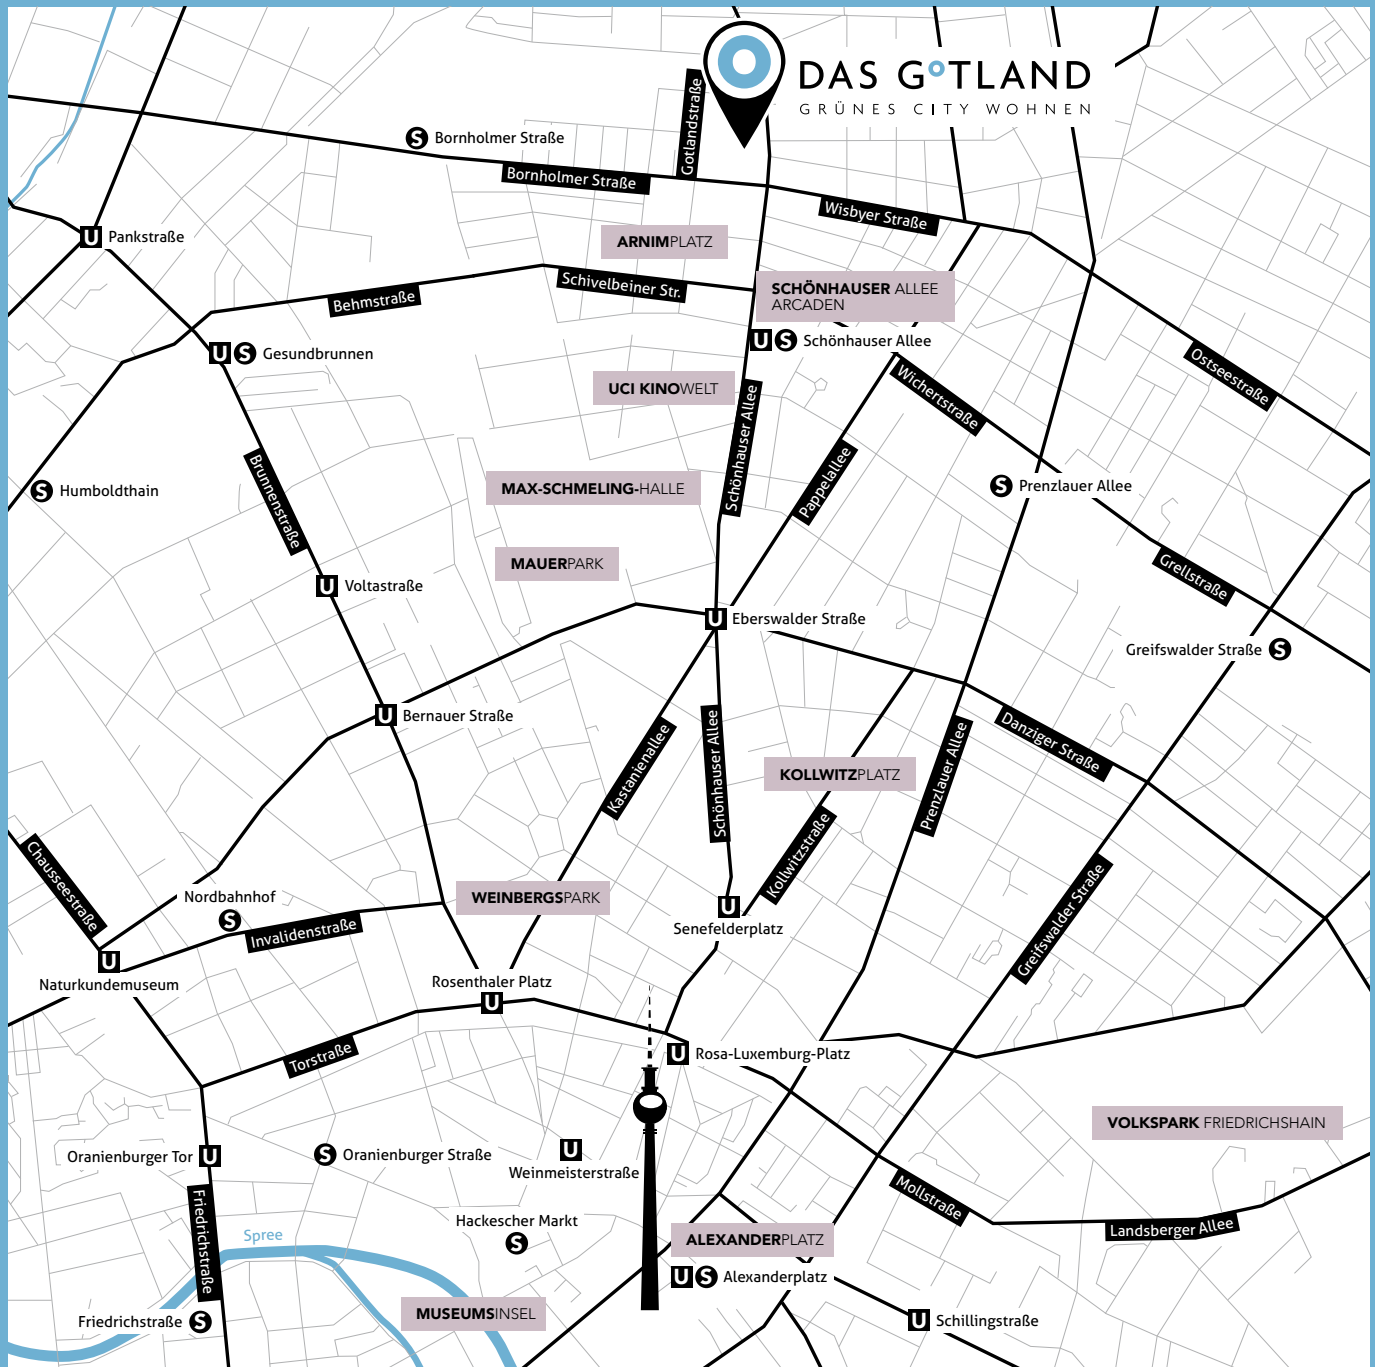 DAS GOTLAND
GRÜNES CITY WOHNEN
Gotlandstraße
S Bornholmer Straße
Bornholmer Straße
Wisbyer Straße
U Pankstraße
ARNIMPLATZ
Schivelbeiner Str.
Behmstraße
SCHÖNHAUSER ALLEE
ARCADEN
U S Schönhauser Allee
U S Gesundbrunnen
Ostseestraße
Wichertstraße
UCI KINOWELT
Schönhauser Allee
Pappelallee
Brunnenstraße
S Humboldthain
MAX-SCHMELING-HALLE
S Prenzlauer Allee
MAUERPARK
Grellstraße
U Voltastraße
U Eberswalder Straße
Greifswalder Straße S
U Bernauer Straße
Kastanienallee
Schönhauser Allee
Danziger Straße
Prenzlauer Allee
KOLLWITZPLATZ
Kollwitzstraße
Chausseestraße
Nordbahnhof
S
WEINBERGSPARK
Invalidenstraße
U
Senefelderplatz
Greifswalder Straße
U
Naturkundemuseum
Rosenthaler Platz
U
Torstraße
U Rosa-Luxemburg-Platz
VOLKSPARK FRIEDRICHSHAIN
Oranienburger Tor U
S Oranienburger Straße
U
Weinmeisterstraße
Mollstraße
Landsberger Allee
Friedrichstraße
Hackescher Markt
S
Spree
ALEXANDERPLATZ
U S Alexanderplatz
MUSEUMSINSEL
Friedrichstraße S
U Schillingstraße